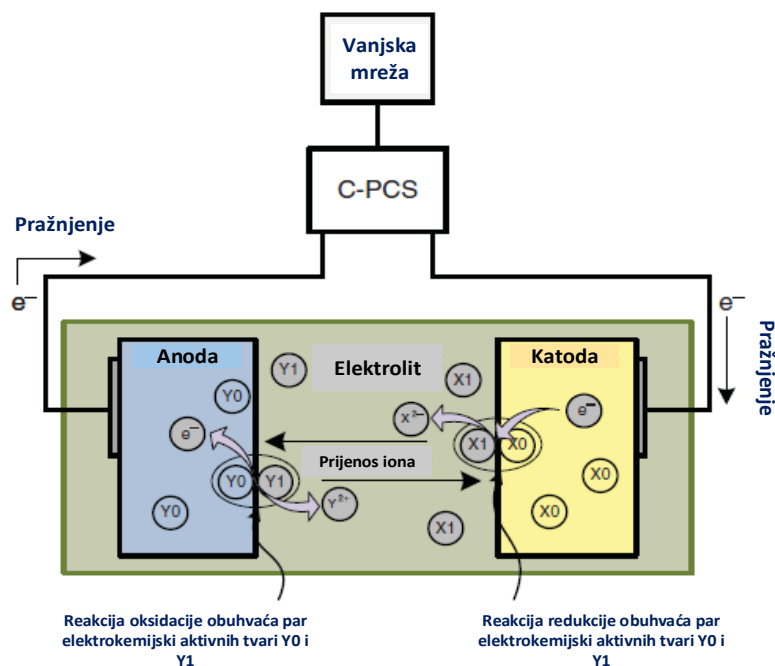 Vanjska
mreža
C-PCS
Pražnjenje
e⁻
e⁻
Pražnjenje
Anoda
Elektrolit
Katoda
Y0
Y1
X1
e⁻
X²⁻
e⁻
X1
X0
Prijenos iona
Y0
Y1
Y²⁺
X0
Y0
X1
X0
Reakcija oksidacije obuhvaća par
elektrokemijski aktivnih tvari Y0 i
Y1
Reakcija redukcije obuhvaća par
elektrokemijski aktivnih tvari Y0 i
Y1